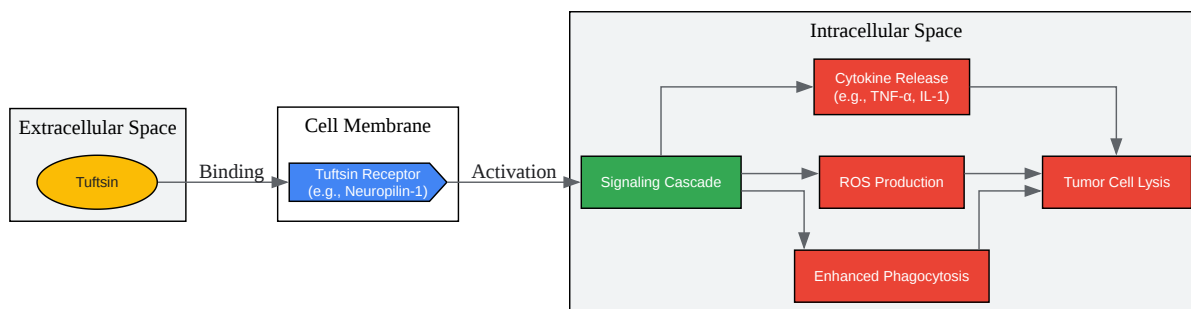 Extracellular Space
Tuftsin
Binding
Cell Membrane
Tuftsin Receptor
(e.g., Neuropilin-1)
Activation
Intracellular Space
Signaling Cascade
Cytokine Release
(e.g., TNF-α, IL-1)
ROS Production
Enhanced Phagocytosis
Tumor Cell Lysis